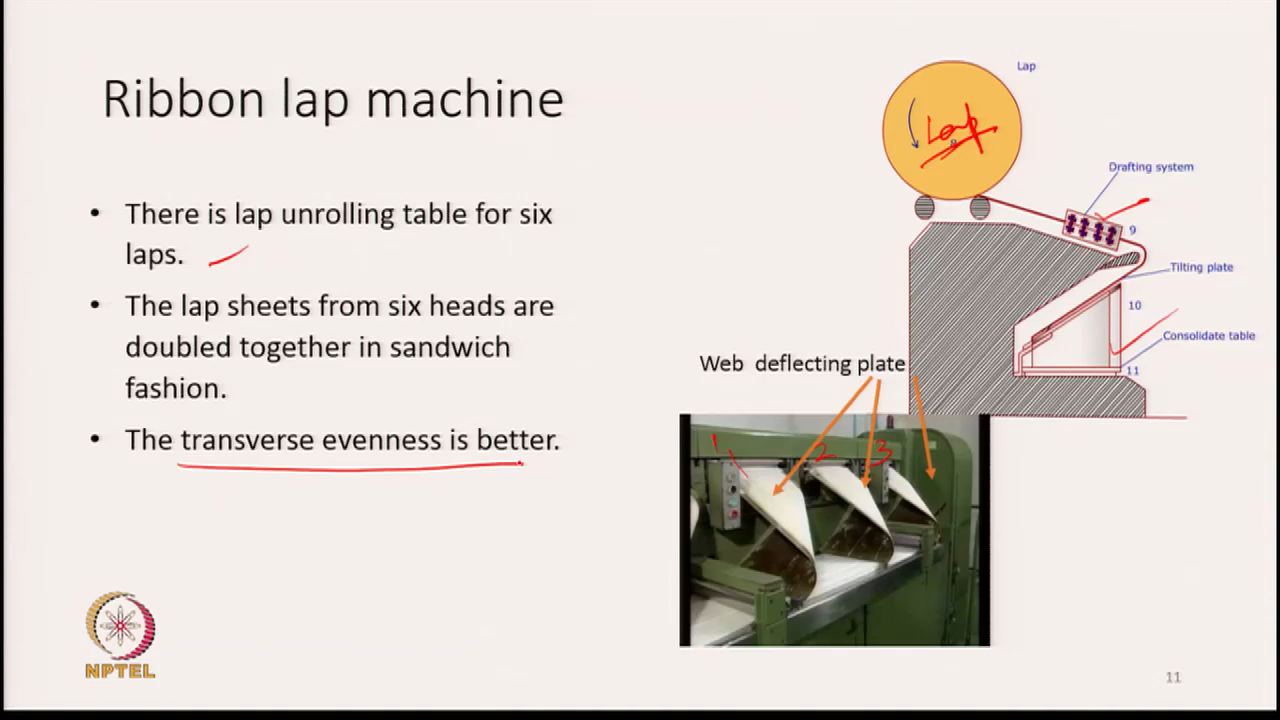 Ribbon lap machine
• There is lap unrolling table for six
laps.
• The lap sheets from six heads are
doubled together in sandwich
fashion.
• The transverse evenness is better.
Lap
Lap
Drafting system
9
Tilting plate
10
Consolidate table
11
Web deflecting plate
1
2
3
NPTEL
11